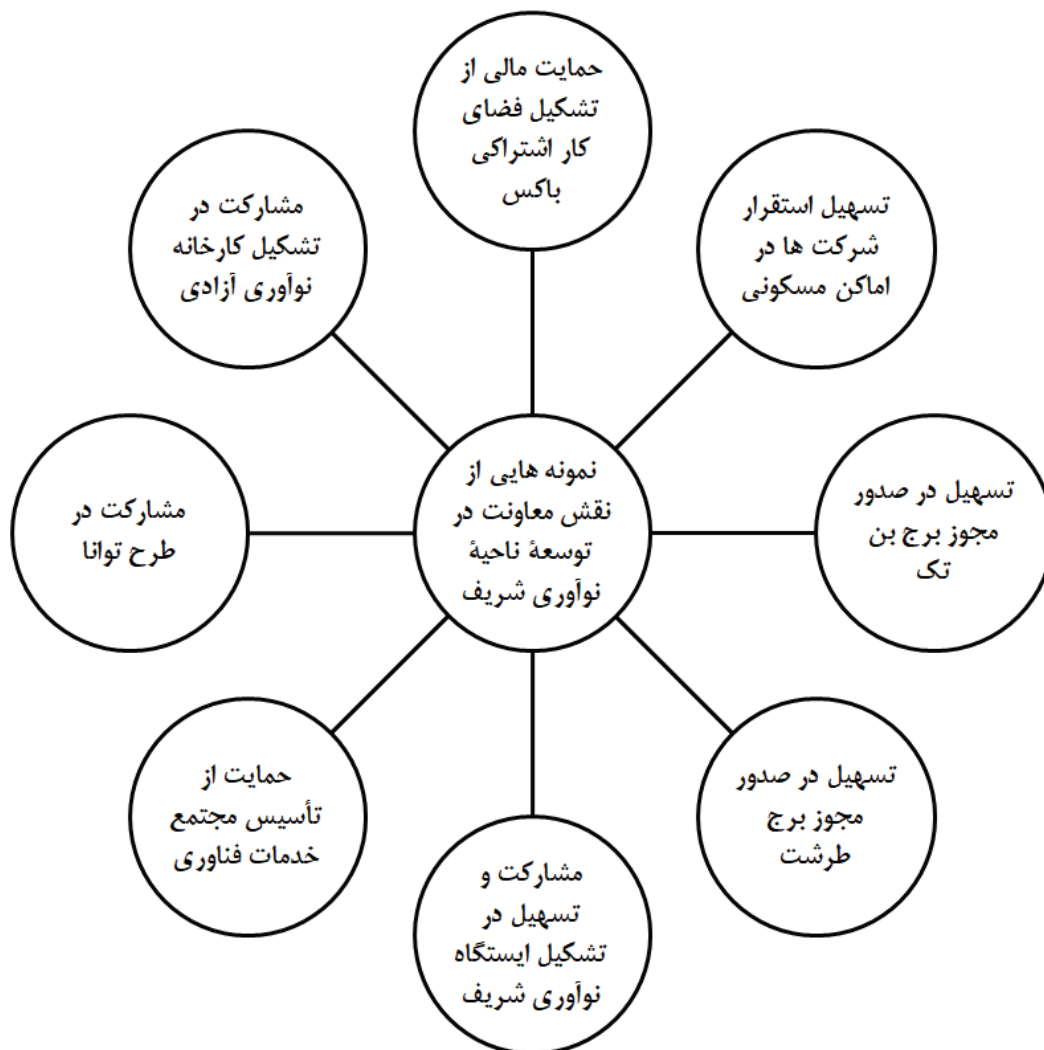 حمایت مالی از
تشکیل فضای
کار اشتراکی
باکس
تسهیل استقرار
شرکت ها در
اماکن مسکونی
تسهیل در صدور
مجوز برج بن
تک
تسهیل در صدور
مجوز برج
طرشت
مشارکت و
تسهیل در
تشکیل ایستگاه
نوآوری شریف
حمایت از
تأسیس مجتمع
خدمات فناوری
مشارکت در
طرح توانا
مشارکت در
تشکیل کارخانه
نوآوری آزادی
نمونه هایی از
نقش معاونت در
توسعۀ ناحیۀ
نوآوری شریف